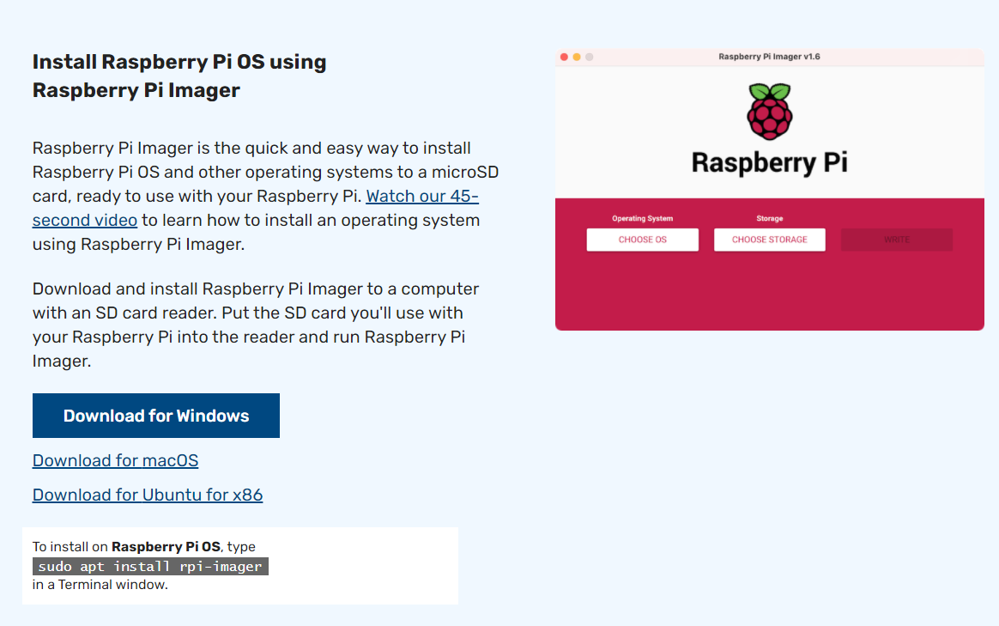 Install Raspberry Pi OS using
Raspberry Pi Imager
Raspberry Pi Imager is the quick and easy way to install
Raspberry Pi OS and other operating systems to a microSD
card, ready to use with your Raspberry Pi. Watch our 45-
second video to learn how to install an operating system
using Raspberry Pi Imager.
Download and install Raspberry Pi Imager to a computer
with an SD card reader. Put the SD card you'll use with
your Raspberry Pi into the reader and run Raspberry Pi
Imager.
Download for Windows
Download for macOS
Download for Ubuntu for x86
To install on Raspberry Pi OS, type
sudo apt install rpi-imager
in a Terminal window.
Raspberry Pi Imager v1.6
Raspberry Pi
Operating System Storage
CHOOSE OS CHOOSE STORAGE WRITE